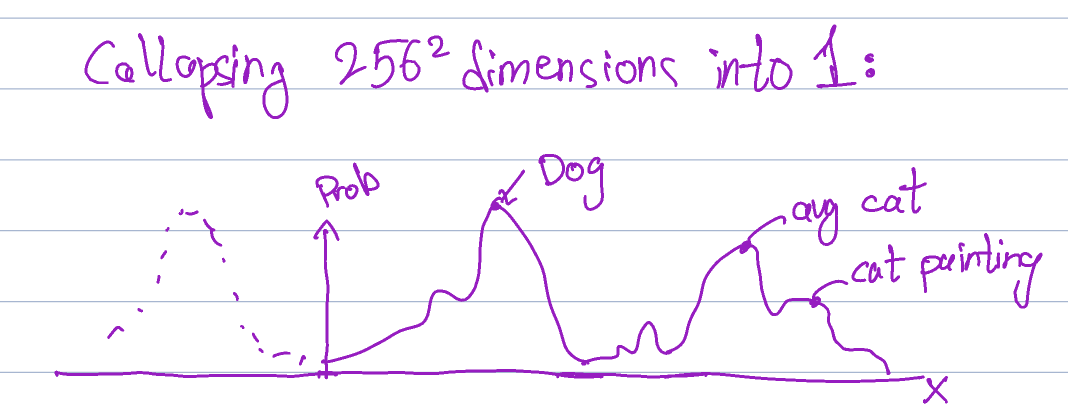 Collapsing 256² dimensions into 1:
Prob
Dog
avg cat
cat painting
x